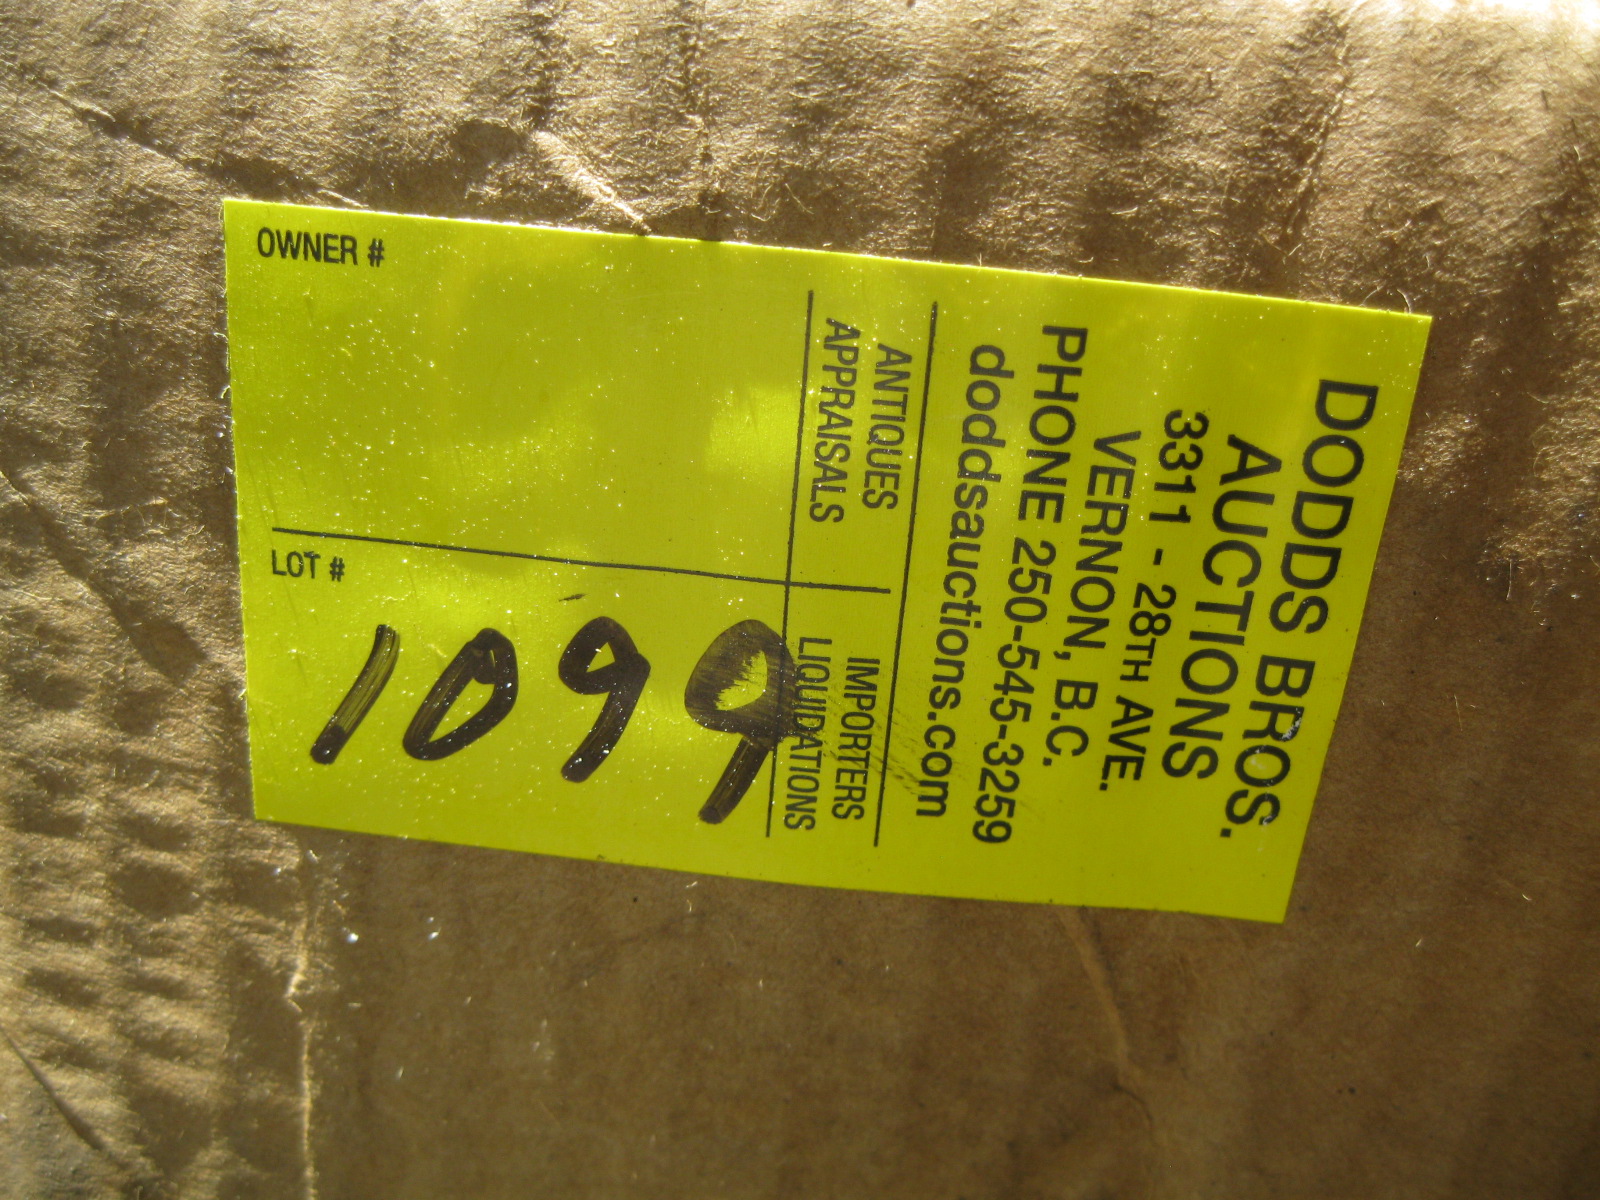 DODDS BROS.
AUCTIONS
3311 - 28TH AVE.
VERNON, B.C.
PHONE 250-545-3259
doddsauctions.com
ANTIQUES IMPORTERS
APPRAISALS LIQUIDATIONS
OWNER #
LOT #
1099